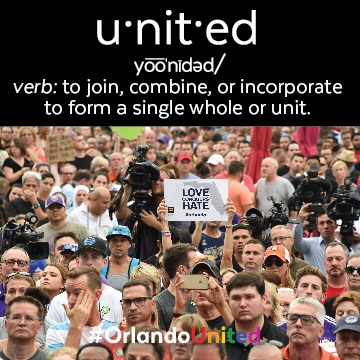 u·nit·ed
yo͞o'nīdəd/
verb: to join, combine, or incorporate
to form a single whole or unit.
LOVE
CONQUERS
HATE
#orlando
#OrlandoUnited